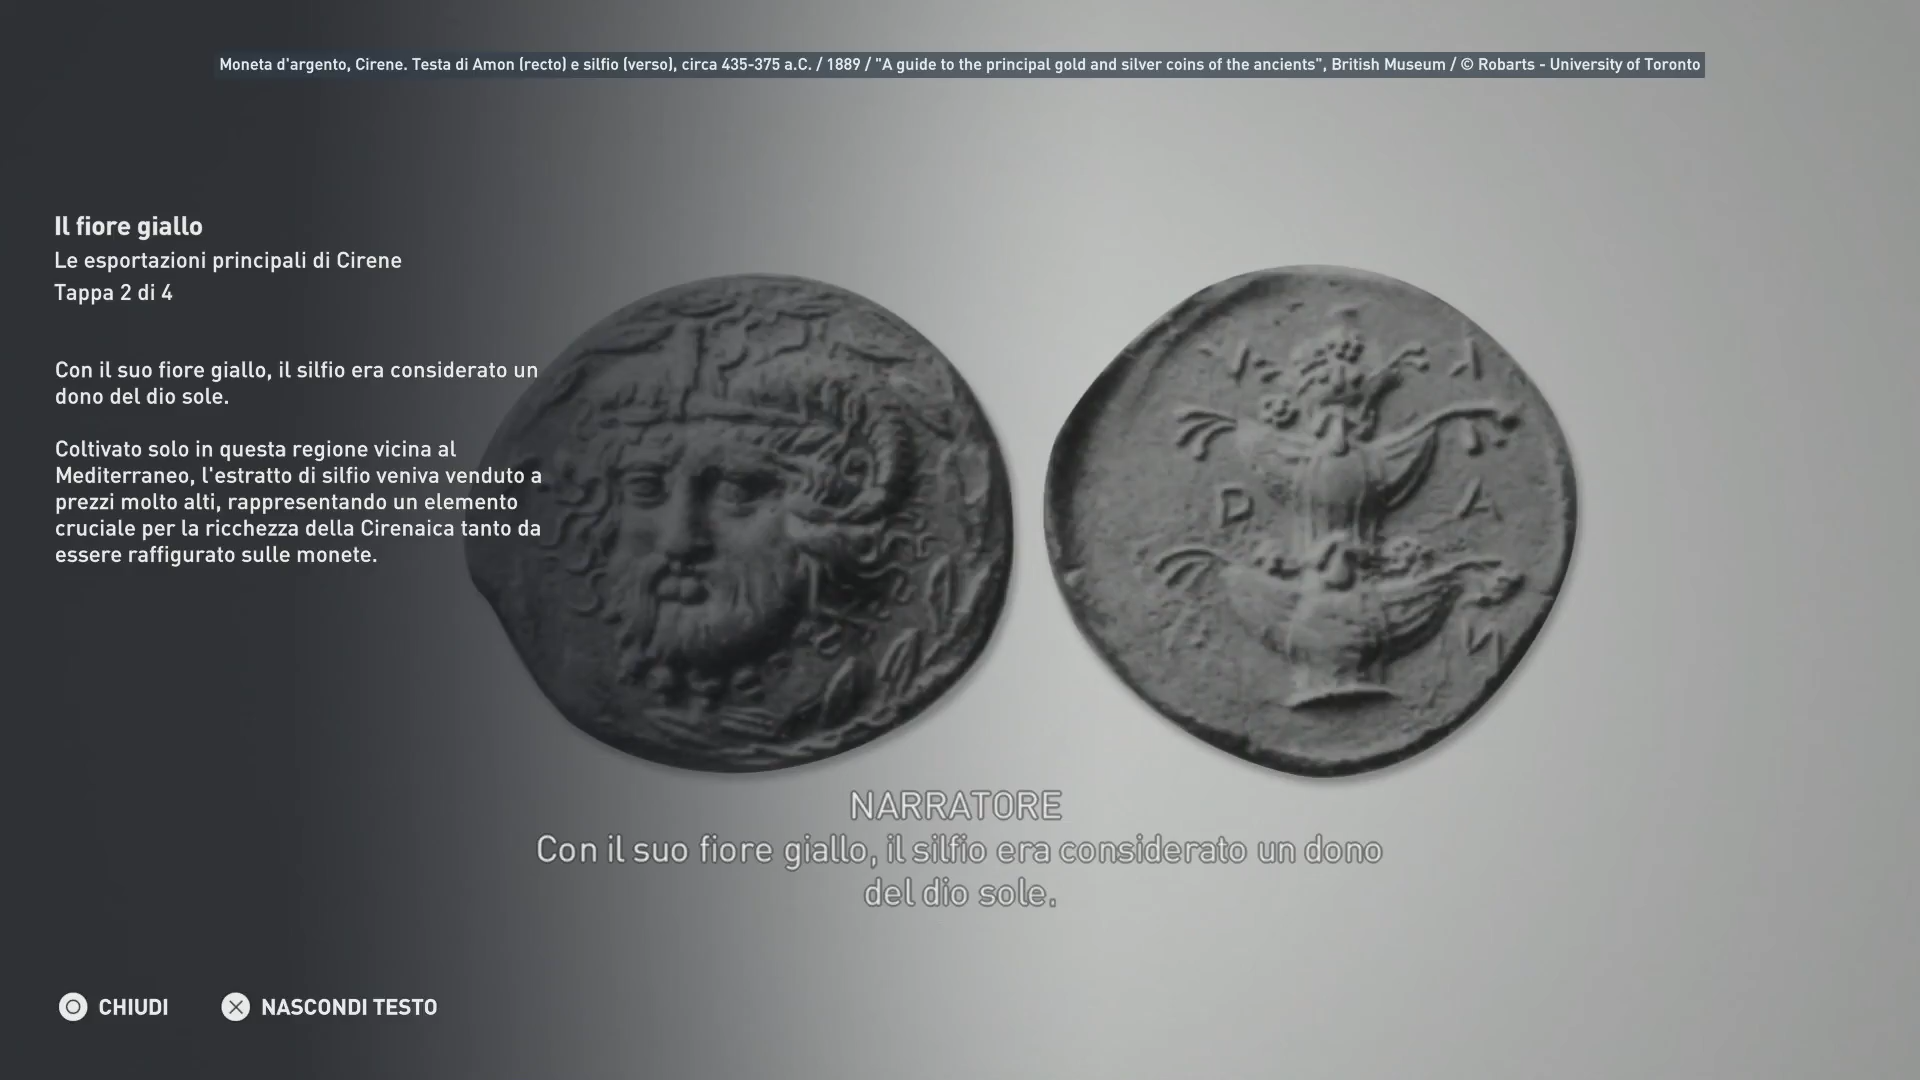 Moneta d'argento, Cirene. Testa di Amon (recto) e silfio (verso), circa 435-375 a.C. / 1889 / "A guide to the principal gold and silver coins of the ancients", British Museum / © Robarts - University of Toronto
Il fiore giallo
Le esportazioni principali di Cirene
Tappa 2 di 4
Con il suo fiore giallo, il silfio era considerato un
dono del dio sole.
Coltivato solo in questa regione vicina al
Mediterraneo, l'estratto di silfio veniva venduto a
prezzi molto alti, rappresentando un elemento
cruciale per la ricchezza della Cirenaica tanto da
essere raffigurato sulle monete.
NARRATORE
Con il suo fiore giallo, il silfio era considerato un dono
del dio sole.
CHIUDI
NASCONDI TESTO